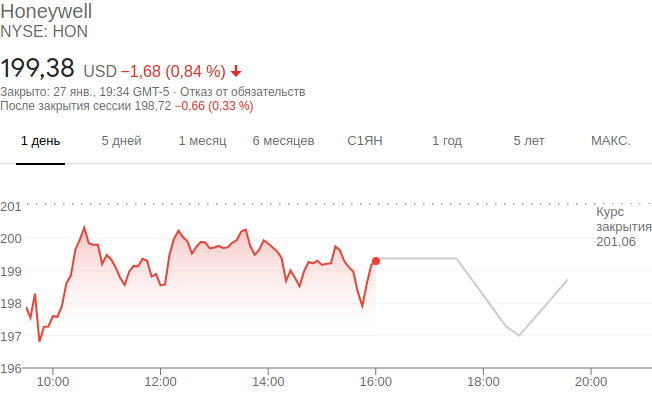 Honeywell
NYSE: HON
199,38 USD −1,68 (0,84 %)
Закрыто: 27 янв., 19:34 GMT-5 · Отказ от обязательств
После закрытия сессии 198,72 −0,66 (0,33 %)
1 день 5 дней 1 месяц 6 месяцев С1ЯН 1 год 5 лет МАКС.
201
Курс
закрытия
201,06
200
199
198
197
196
10:00 12:00 14:00 16:00 18:00 20:00